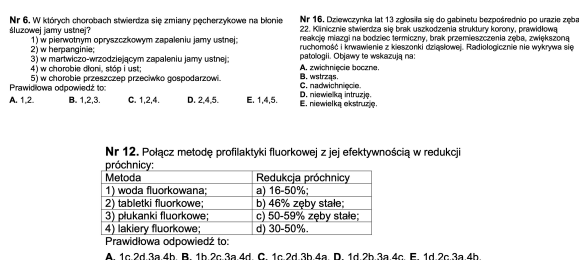 Nr 6. W których chorobach stwierdza się zmiany pęcherzykowe na błonie
śluzowej jamy ustnej?
1) w pierwotnym opryszczkowym zapaleniu jamy ustnej;
2) w herpanginie;
3) w martwiczo-wrzodziejącym zapaleniu jamy ustnej;
4) w chorobie dłoni, stóp i ust;
5) w chorobie przeszczep przeciwko gospodarzowi.
Prawidłowa odpowiedź to:
A. 1,2. B. 1,2,3. C. 1,2,4. D. 2,4,5. E. 1,4,5.
Nr 16. Dziewczynka lat 13 zgłosiła się do gabinetu bezpośrednio po urazie zęba
22. Klinicznie stwierdza się brak uszkodzenia struktury korony, prawidłową
reakcję miazgi na bodziec termiczny, brak przemieszczenia zęba, zwiększoną
ruchomość i krwawienie z kieszonki dziąsłowej. Radiologicznie nie wykrywa się
patologii. Objawy te wskazują na:
A. zwichnięcie boczne.
B. wstrząs.
C. nadwichnięcie.
D. niewielką intruzję.
E. niewielką ekstruzję.
Nr 12. Połącz metodę profilaktyki fluorkowej z jej efektywnością w redukcji
próchnicy:
Metoda Redukcja próchnicy
1) woda fluorkowana; a) 16-50%;
2) tabletki fluorkowe; b) 46% zęby stałe;
3) płukanki fluorkowe; c) 50-59% zęby stałe;
4) lakiery fluorkowe; d) 30-50%.
Prawidłowa odpowiedź to:
A. 1c,2d,3a,4b. B. 1b,2c,3a,4d. C. 1c,2d,3b,4a. D. 1d,2b,3a,4c. E. 1d,2c,3a,4b.